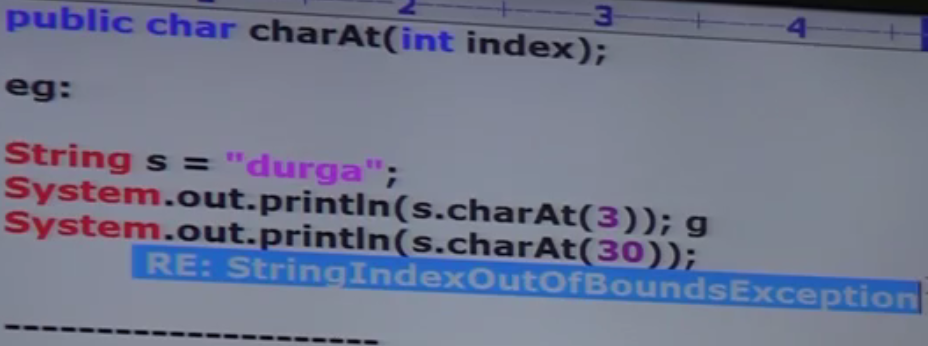 2 3 4
public char charAt(int index);
eg:
String s = "durga";
System.out.println(s.charAt(3)); g
System.out.println(s.charAt(30));
RE: StringIndexOutOfBoundsException
--------------------